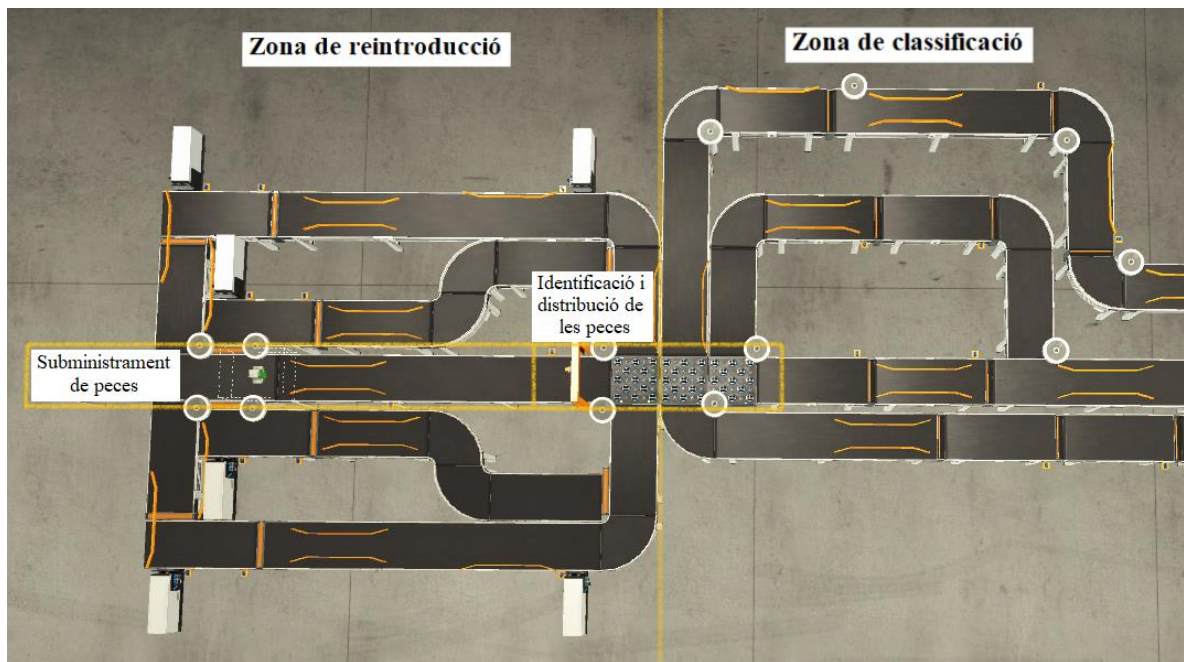 Zona de reintroducció
Zona de classificació
Identificació i
distribució de
les peces
Subministrament
de peces